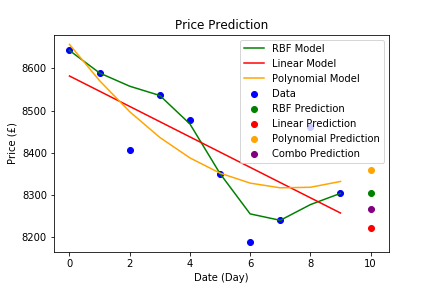 Price Prediction
RBF Model
Linear Model
Polynomial Model
Data
RBF Prediction
Linear Prediction
Polynomial Prediction
Combo Prediction
Price (£)
8600
8500
8400
8300
8200
0 2 4 6 8 10
Date (Day)